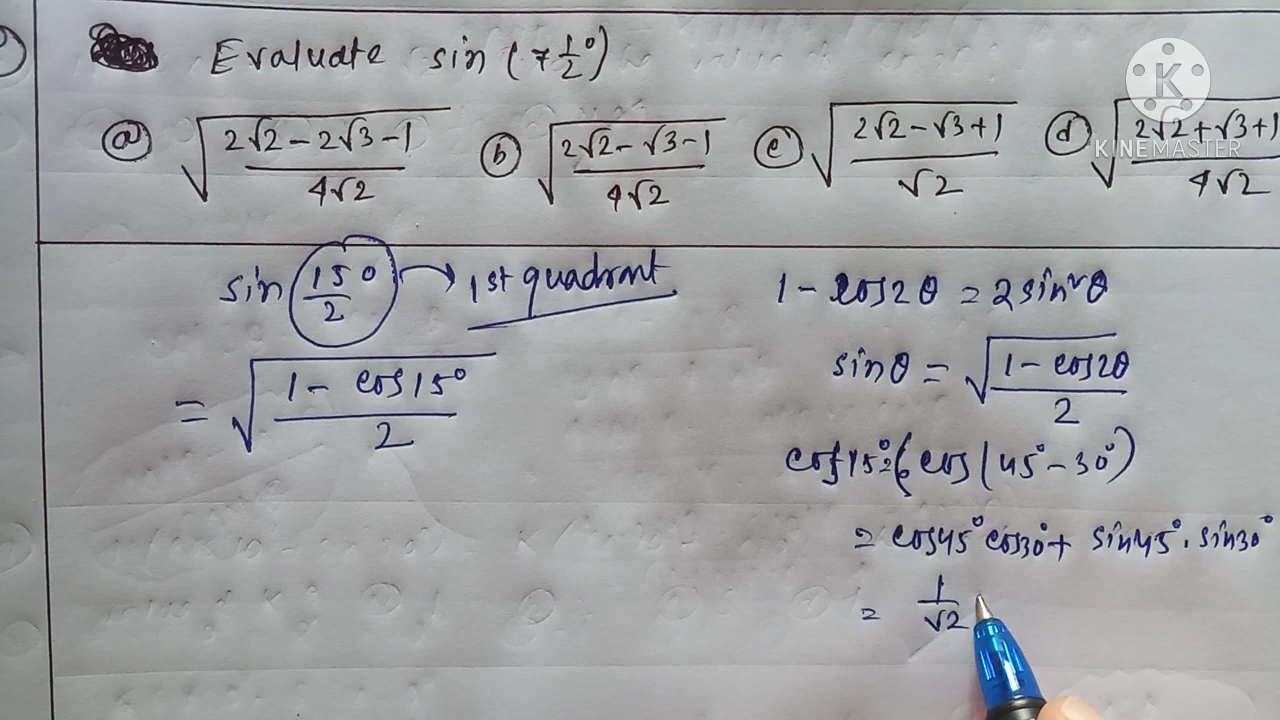 Evaluate sin (7 1/2°)
K
KINEMASTER
(a) √((2√2 - 2√3 - 1)/(4√2)) (b) √((2√2 - √3 - 1)/(4√2)) (c) √((2√2 - √3 + 1)/(√2)) (d) √((2√2 + √3 + 1)/(4√2))
sin (15/2°) → 1st quadrant
= √((1 - cos15°)/2)
1 - cos2θ = 2sin²θ
sinθ = √((1 - cos2θ)/2)
cos15° = cos(45° - 30°)
= cos45° cos30° + sin45° . sin30°
= 1/√2